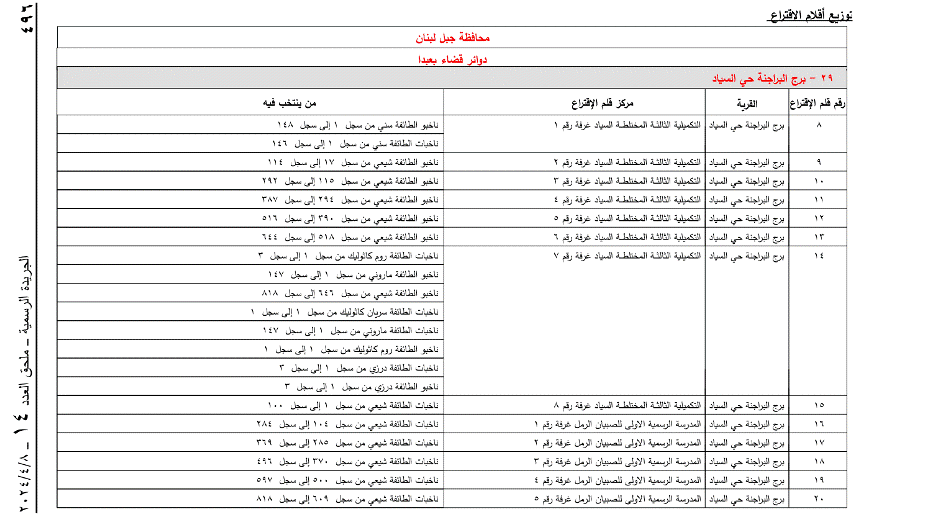 توزيع أقلام الاقتراع
محافظة جبل لبنان
دوائر قضاء بعبدا
٢٩ - برج البراجنة حي السياد
رقم قلم الإقتراع القرية مركز قلم الإقتراع من ينتخب فيه
٨ برج البراجنة حي السياد التكميلية الثالثة المختلطة السياد غرفة رقم ١ ناخبو الطائفة سني من سجل ١ إلى سجل ١٤٨
ناخبات الطائفة سني من سجل ١ إلى سجل ١٤٦
٩ برج البراجنة حي السياد التكميلية الثالثة المختلطة السياد غرفة رقم ٢ ناخبو الطائفة شيعي من سجل ١٧ إلى سجل ١١٤
١٠ برج البراجنة حي السياد التكميلية الثالثة المختلطة السياد غرفة رقم ٣ ناخبو الطائفة شيعي من سجل ١١٥ إلى سجل ٢٩٢
١١ برج البراجنة حي السياد التكميلية الثالثة المختلطة السياد غرفة رقم ٤ ناخبو الطائفة شيعي من سجل ٢٩٤ إلى سجل ٣٨٧
١٢ برج البراجنة حي السياد التكميلية الثالثة المختلطة السياد غرفة رقم ٥ ناخبو الطائفة شيعي من سجل ٣٩٠ إلى سجل ٥١٦
١٣ برج البراجنة حي السياد التكميلية الثالثة المختلطة السياد غرفة رقم ٦ ناخبو الطائفة شيعي من سجل ٥١٨ إلى سجل ٦٤٤
١٤ برج البراجنة حي السياد التكميلية الثالثة المختلطة السياد غرفة رقم ٧ ناخبات الطائفة روم كاثوليك من سجل ١ إلى سجل ٣
ناخبو الطائفة ماروني من سجل ١ إلى سجل ١٤٧
ناخبو الطائفة شيعي من سجل ٦٤٦ إلى سجل ٨١٨
ناخبات الطائفة سريان كاثوليك من سجل ١ إلى سجل ١
ناخبات الطائفة ماروني من سجل ١ إلى سجل ١٤٧
ناخبو الطائفة روم كاثوليك من سجل ١ إلى سجل ١
ناخبات الطائفة درزي من سجل ١ إلى سجل ٣
ناخبو الطائفة درزي من سجل ١ إلى سجل ٣
١٥ برج البراجنة حي السياد التكميلية الثالثة المختلطة السياد غرفة رقم ٨ ناخبات الطائفة شيعي من سجل ١ إلى سجل ١٠٠
١٦ برج البراجنة حي السياد المدرسة الرسمية الاولى للصبيان الرمل غرفة رقم ١ ناخبات الطائفة شيعي من سجل ١٠٤ إلى سجل ٢٨٤
١٧ برج البراجنة حي السياد المدرسة الرسمية الاولى للصبيان الرمل غرفة رقم ٢ ناخبات الطائفة شيعي من سجل ٢٨٥ إلى سجل ٣٦٩
١٨ برج البراجنة حي السياد المدرسة الرسمية الاولى للصبيان الرمل غرفة رقم ٣ ناخبات الطائفة شيعي من سجل ٣٧٠ إلى سجل ٤٩٦
١٩ برج البراجنة حي السياد المدرسة الرسمية الاولى للصبيان الرمل غرفة رقم ٤ ناخبات الطائفة شيعي من سجل ٥٠٠ إلى سجل ٥٩٧
٢٠ برج البراجنة حي السياد المدرسة الرسمية الاولى للصبيان الرمل غرفة رقم ٥ ناخبات الطائفة شيعي من سجل ٦٠٩ إلى سجل ٨١٨
٤٩٦
الجريدة الرسمية – ملحق العدد ١٤ – ٢٠٢٤/٤/٨